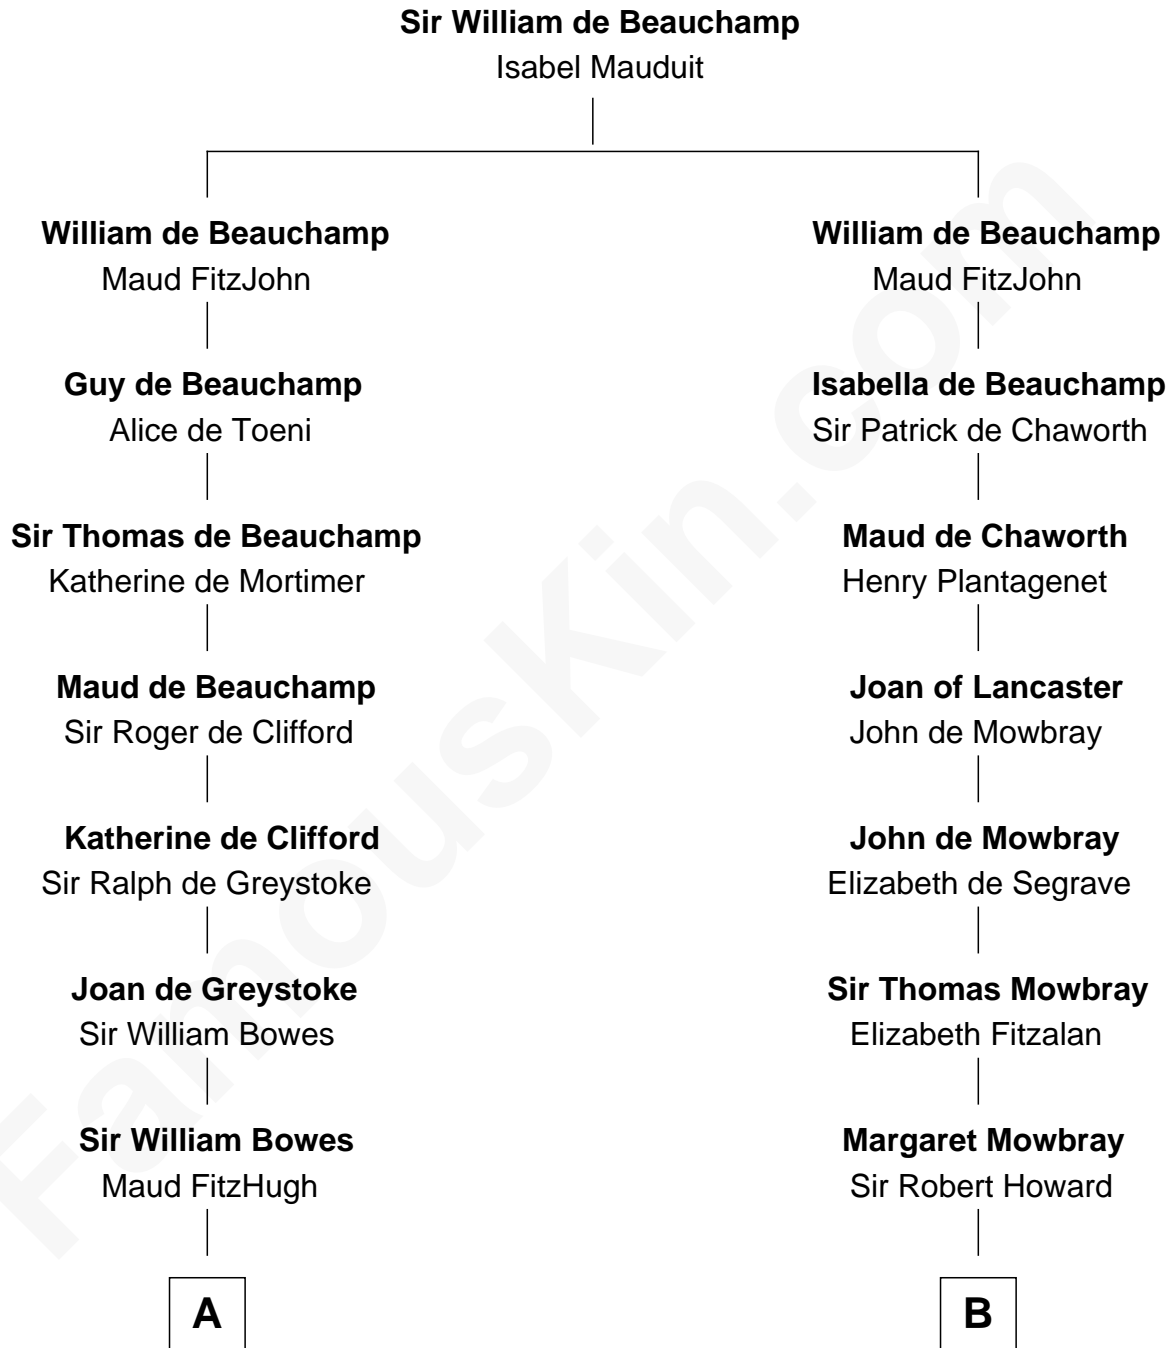 Sir William de Beauchamp
Isabel Mauduit
William de Beauchamp
Maud FitzJohn
William de Beauchamp
Maud FitzJohn
Guy de Beauchamp
Alice de Toeni
Isabella de Beauchamp
Sir Patrick de Chaworth
Sir Thomas de Beauchamp
Katherine de Mortimer
Maud de Chaworth
Henry Plantagenet
Maud de Beauchamp
Sir Roger de Clifford
Joan of Lancaster
John de Mowbray
Katherine de Clifford
Sir Ralph de Greystoke
John de Mowbray
Elizabeth de Segrave
Joan de Greystoke
Sir William Bowes
Sir Thomas Mowbray
Elizabeth Fitzalan
Sir William Bowes
Maud FitzHugh
Margaret Mowbray
Sir Robert Howard
A
B
FamousKin.com